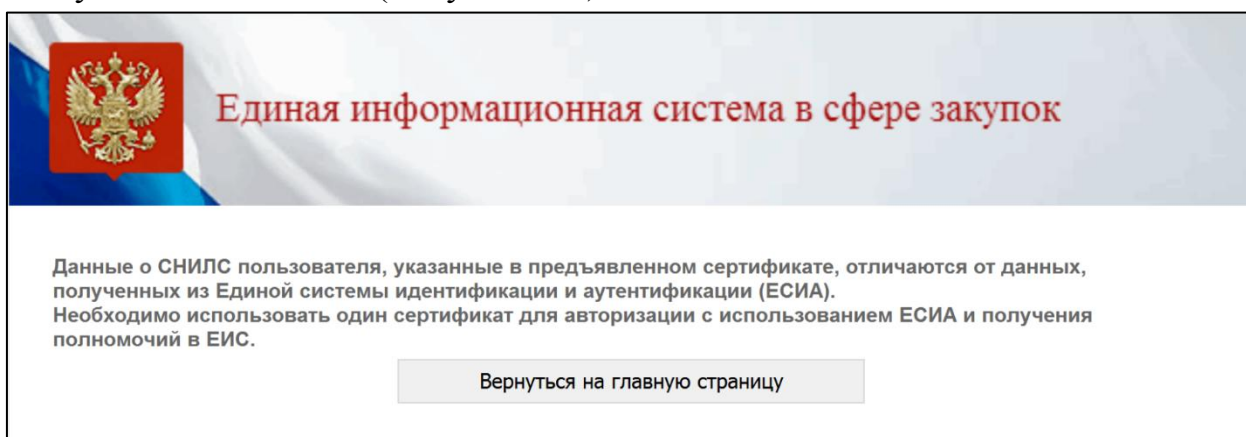 Единая информационная система в сфере закупок
Данные о СНИЛС пользователя, указанные в предъявленном сертификате, отличаются от данных,
полученных из Единой системы идентификации и аутентификации (ЕСИА).
Необходимо использовать один сертификат для авторизации с использованием ЕСИА и получения
полномочий в ЕИС.
Вернуться на главную страницу